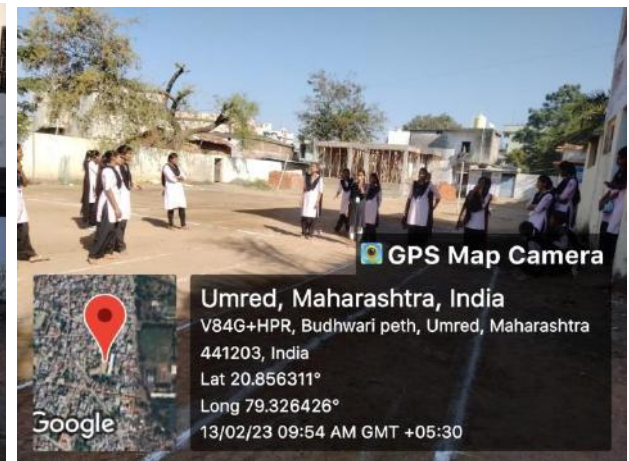 GPS Map Camera
Umred, Maharashtra, India
V84G+HPR, Budhwari peth, Umred, Maharashtra
441203, India
Lat 20.856311°
Long 79.326426°
13/02/23 09:54 AM GMT +05:30
Google